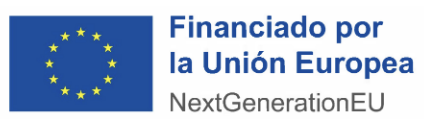 Financiado por
la Unión Europea
NextGenerationEU